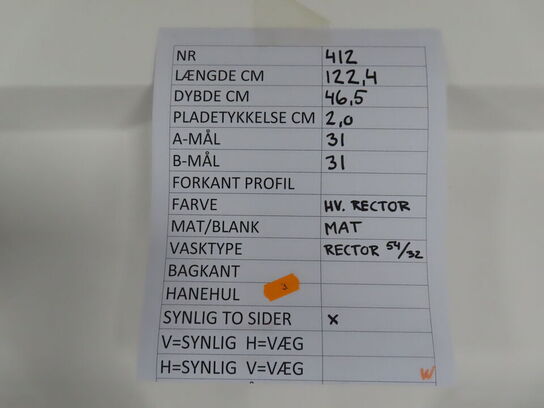 NR 412
LÆNGDE CM 122,4
DYBDE CM 46,5
PLADETYKKELSE CM 2,0
A-MÅL 31
B-MÅL 31
FORKANT PROFIL
FARVE HV. RECTOR
MAT/BLANK MAT
VASKTYPE RECTOR 54/32
BAGKANT
HANEHUL
SYNLIG TO SIDER X
V=SYNLIG H=VÆG
H=SYNLIG V=VÆG
W